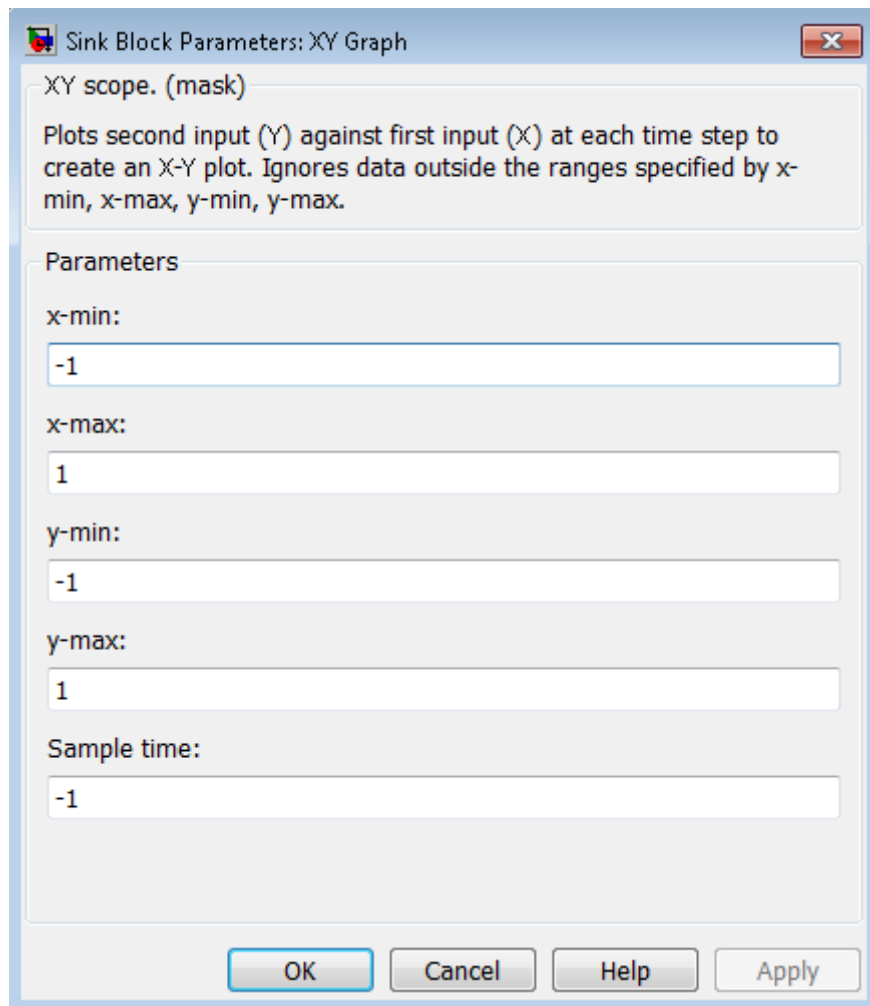 Sink Block Parameters: XY Graph
XY scope. (mask)
Plots second input (Y) against first input (X) at each time step to
create an X-Y plot. Ignores data outside the ranges specified by x-
min, x-max, y-min, y-max.
Parameters
x-min:
-1
x-max:
1
y-min:
-1
y-max:
1
Sample time:
-1
OK Cancel Help Apply